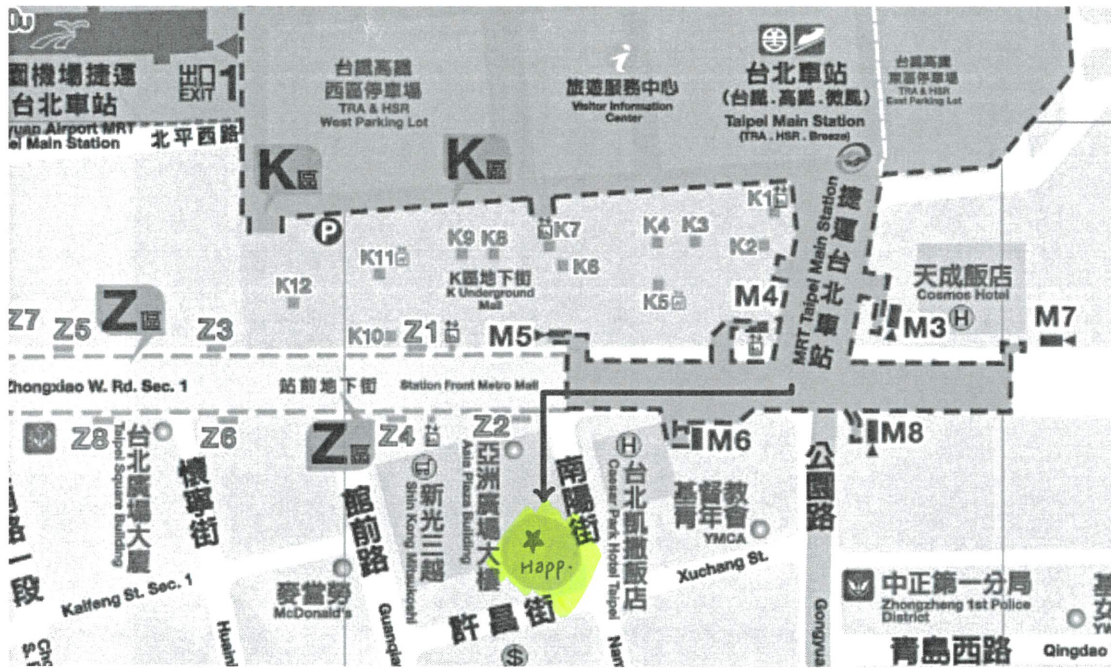 園機場捷運
台北車站
yuan Airport MRT
ei Main Station
出口
EXIT 1
北平西路
台鐵高鐵
西區停車場
TRA & HSR
West Parking Lot
旅遊服務中心
Visitor Information
Center
台北車站
(台鐵.高鐵.微風)
Taipei Main Station
(TRA . HSR . Breeze)
台鐵高鐵
東區停車場
TRA & HSR
East Parking Lot
K區
K區
P
K1
K2
K3
K4
K5
K6
K7
K8
K9
K10
K11
K12
K區地下街
K Underground
Mall
捷運台北車站
MRT Taipei Main Station
天成飯店
Cosmos Hotel
H
M3
M4
M5
M7
Z區
Z7
Z5
Z3
Z1
Zhongxiao W. Rd. Sec. 1
站前地下街
Station Front Metro Mall
Z8
Z6
Z區
Z4
Z2
M6
M8
台北廣場大廈
Taipei Square Building
懷寧街
館前路
新光三越
Shin Kong Mitsukoshi
亞洲廣場大樓
Asia Plaza Building
南陽街
H
台北凱撒飯店
Caesar Park Hotel Taipei
基督教
青年會
YMCA
公園路
路一段
Kaifeng St. Sec. 1
麥當勞
McDonald's
Happ.
許昌街
Xuchang St.
中正第一分局
Zhongzheng 1st Police
District
青島西路
Qingdao
Huaini
Guanqia
Nan
Gongyu
$